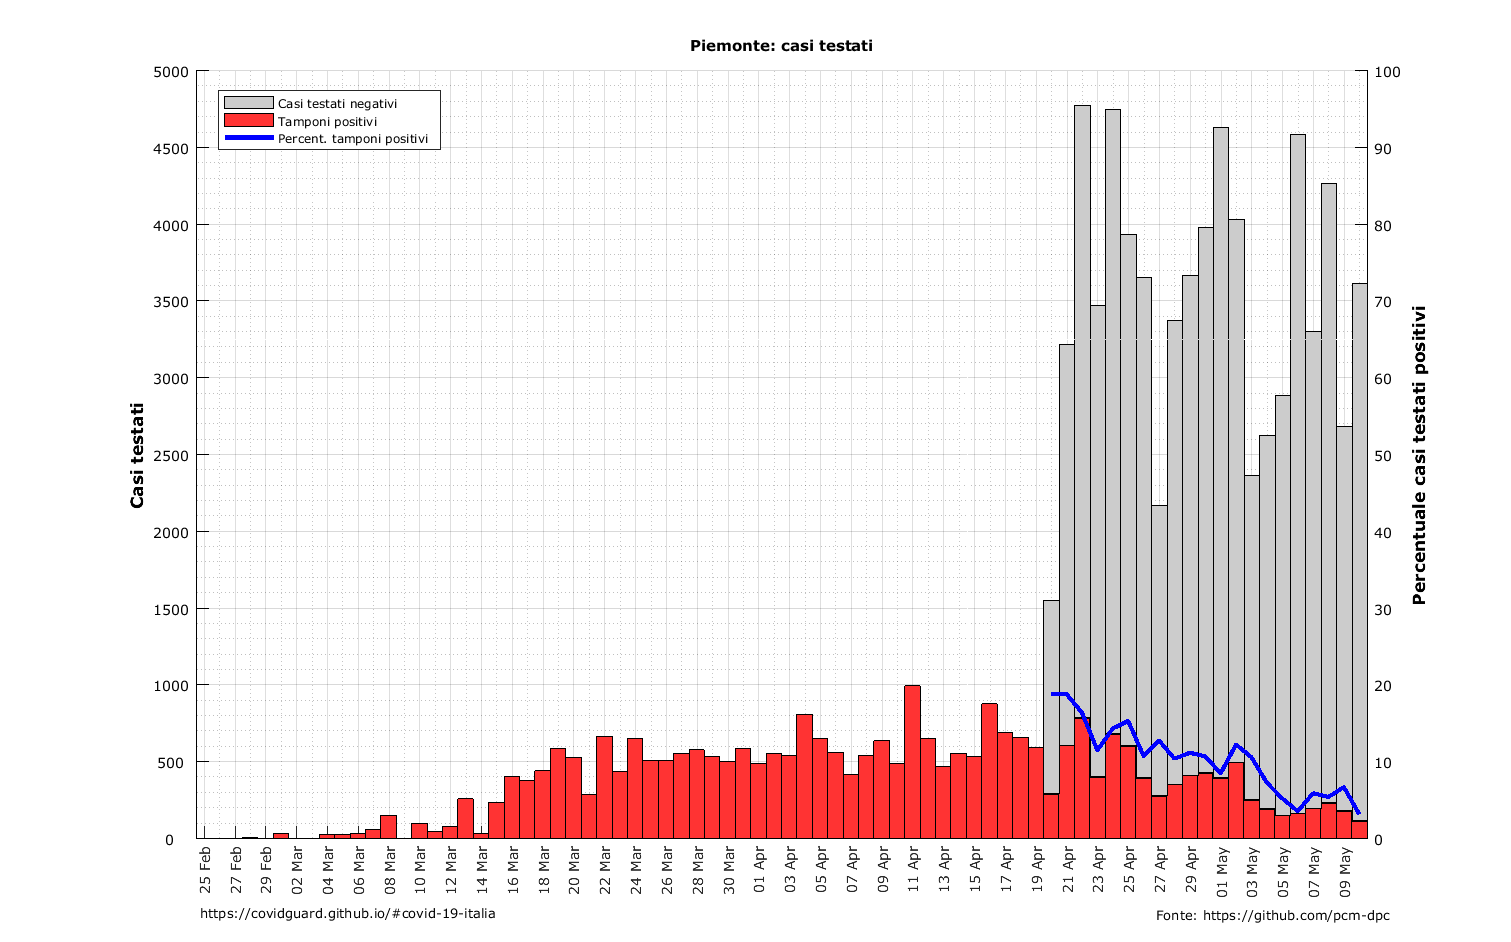 Piemonte: casi testati
Casi testati negativi
Tamponi positivi
Percent. tamponi positivi
Casi testati
5000
4500
4000
3500
3000
2500
2000
1500
1000
500
0
100
90
80
70
60
50
40
30
20
10
0
Percentuale casi testati positivi
25 Feb
27 Feb
29 Feb
02 Mar
04 Mar
06 Mar
08 Mar
10 Mar
12 Mar
14 Mar
16 Mar
18 Mar
20 Mar
22 Mar
24 Mar
26 Mar
28 Mar
30 Mar
01 Apr
03 Apr
05 Apr
07 Apr
09 Apr
11 Apr
13 Apr
15 Apr
17 Apr
19 Apr
21 Apr
23 Apr
25 Apr
27 Apr
29 Apr
01 May
03 May
05 May
07 May
09 May
https://covidguard.github.io/#covid-19-italia
Fonte: https://github.com/pcm-dpc